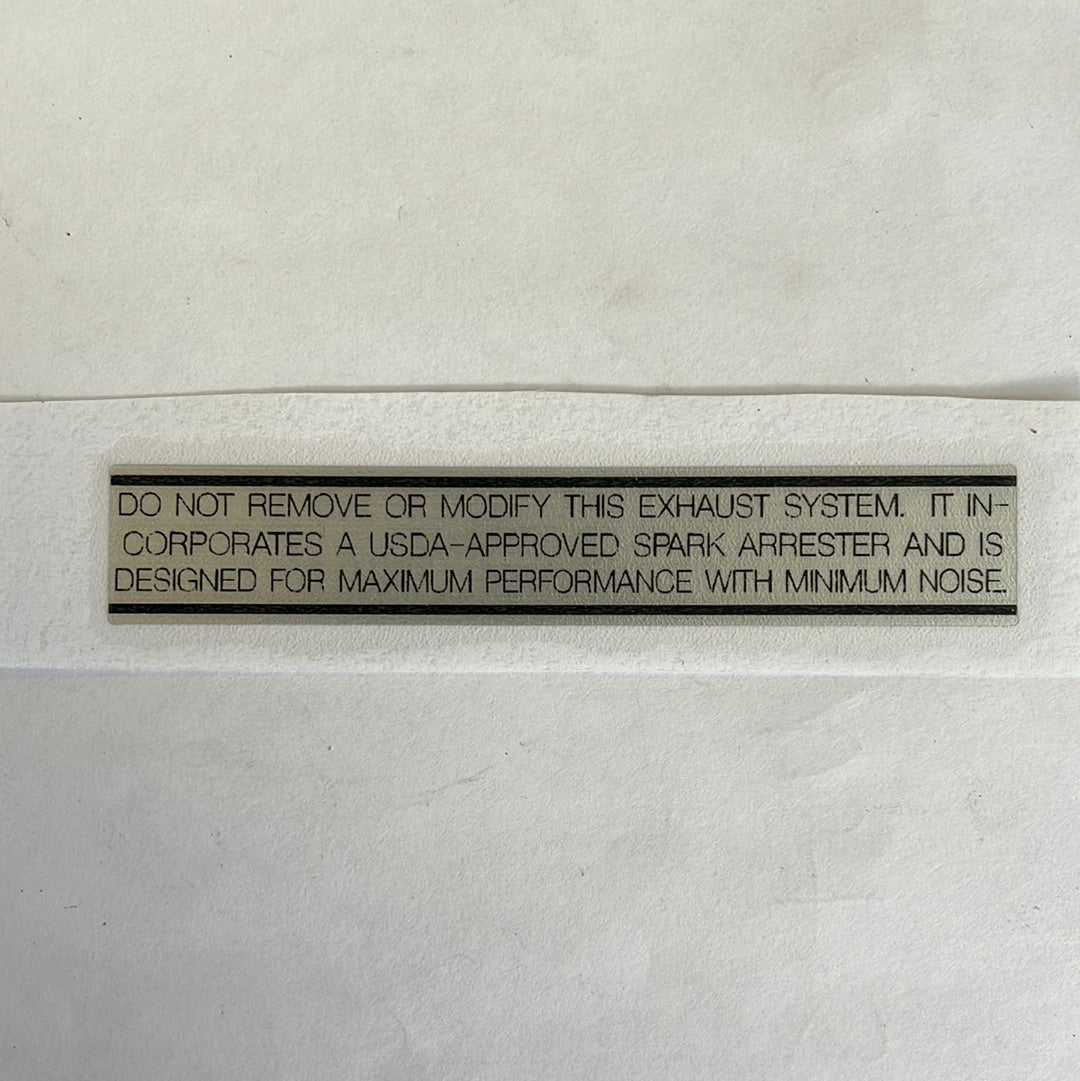 DO NOT REMOVE OR MODIFY THIS EXHAUST SYSTEM. IT IN-
CORPORATES A USDA-APPROVED SPARK ARRESTER AND IS
DESIGNED FOR MAXIMUM PERFORMANCE WITH MINIMUM NOISE.